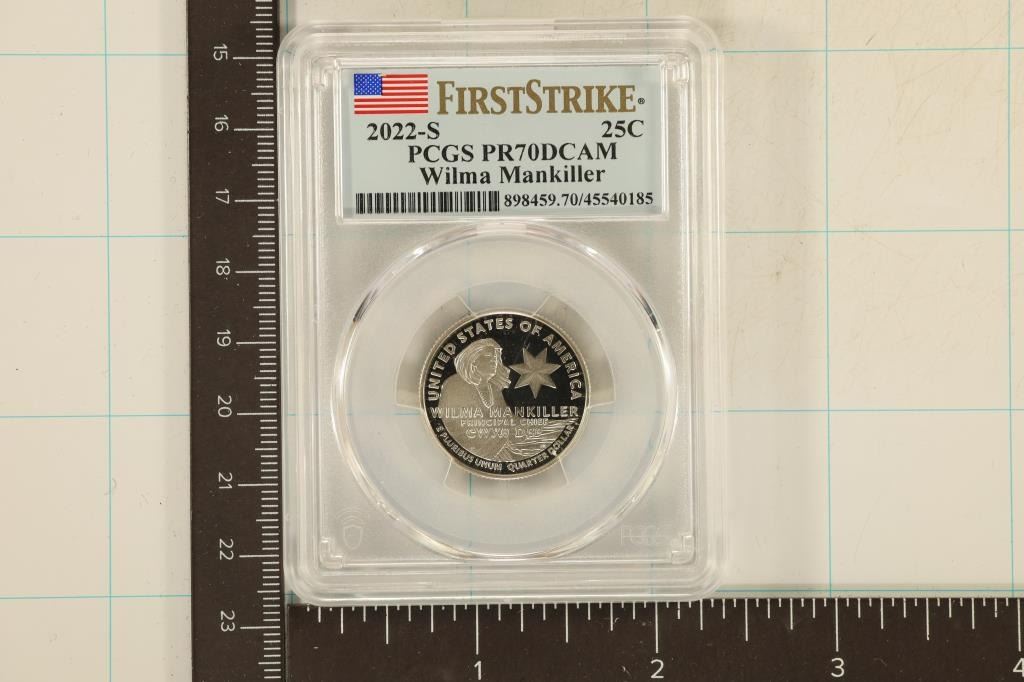 FIRSTSTRIKE®
2022-S 25C
PCGS PR70DCAM
Wilma Mankiller
898459.70/45540185
UNITED STATES OF AMERICA
WILMA MANKILLER
PRINCIPAL CHIEF
E PLURIBUS UNUM QUARTER DOLLAR
PCGS
15
16
17
18
19
20
21
22
23
1
2
3
4